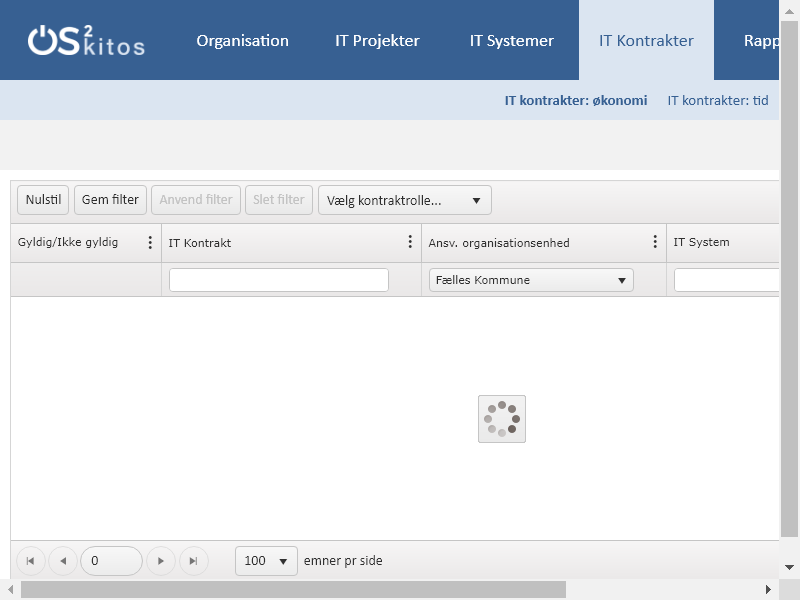 OS2 kitos
Organisation IT Projekter IT Systemer IT Kontrakter Rapp
IT kontrakter: økonomi IT kontrakter: tid
Nulstil Gem filter Anvend filter Slet filter Vælg kontraktrolle...
Gyldig/Ikke gyldig IT Kontrakt Ansv. organisationsenhed IT System
Fælles Kommune
0 100 emner pr side